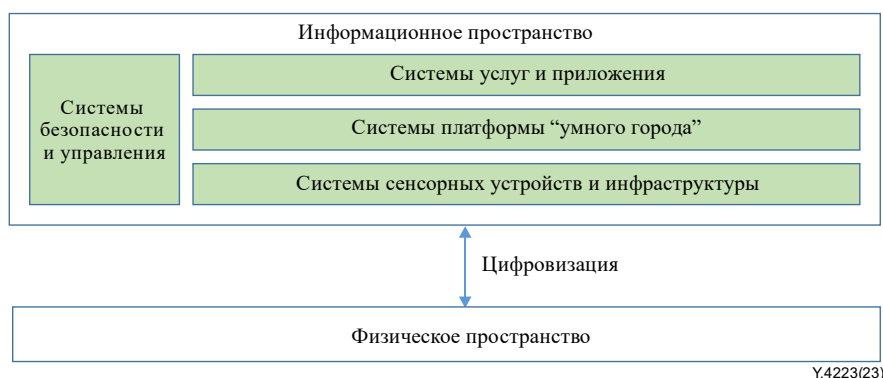 Информационное пространство
Системы
безопасности
и управления
Системы услуг и приложения
Системы платформы “умного города”
Системы сенсорных устройств и инфраструктуры
Цифровизация
Физическое пространство
Y.4223(23)